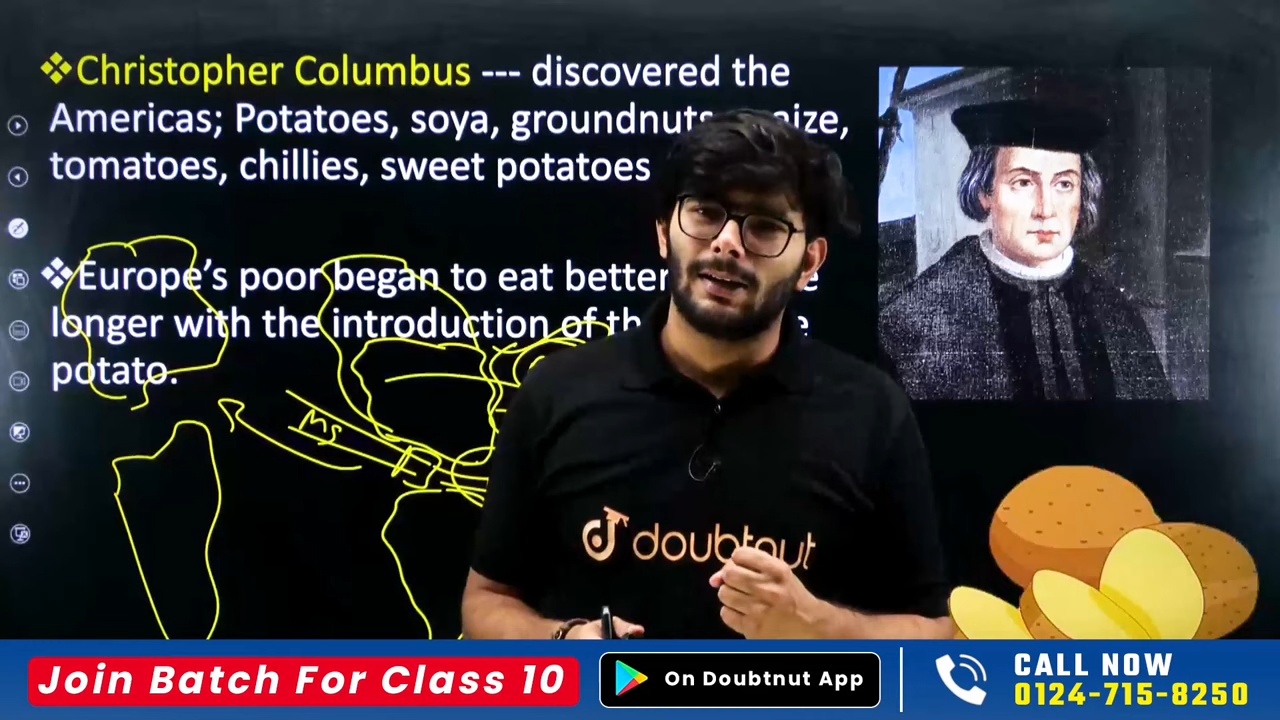 ❖Christopher Columbus --- discovered the
Americas; Potatoes, soya, groundnuts,
tomatoes, chillies, sweet potatoes
❖Europe's poor began to eat better
longer with the introduction of
potato.
MS
doubtnut
Join Batch For Class 10
On Doubtnut App
CALL NOW
0124-715-8250